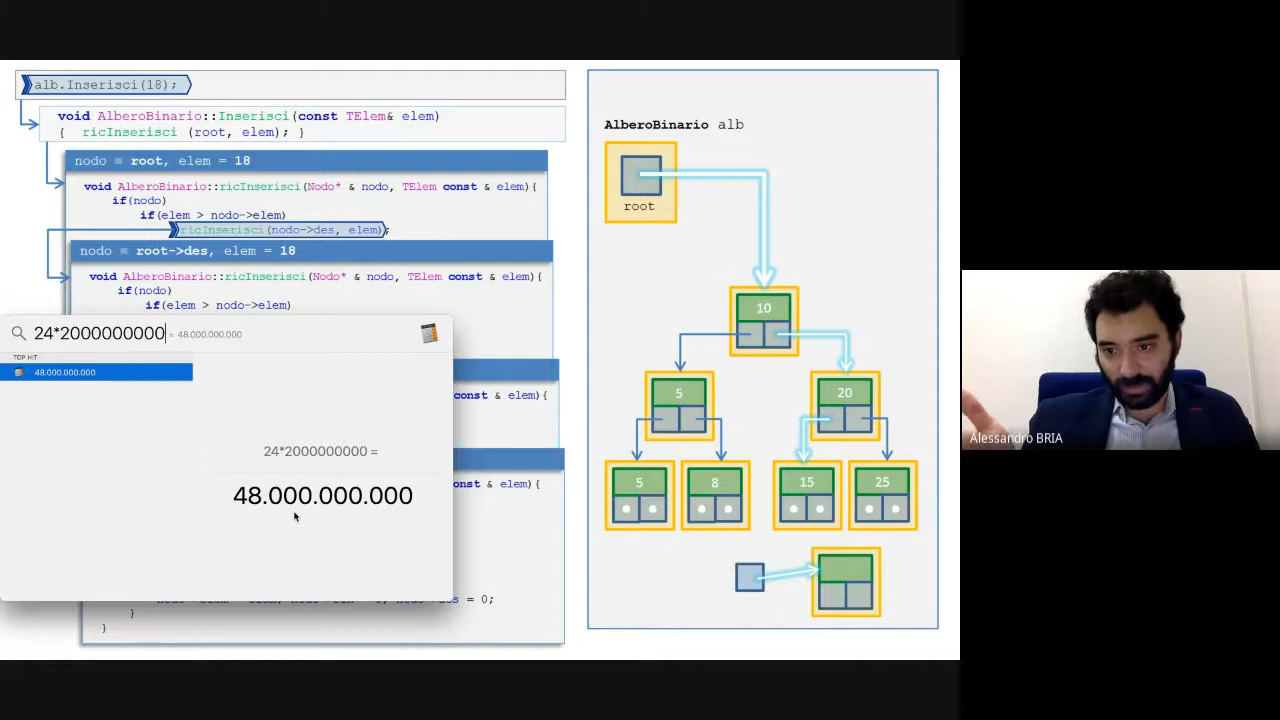 alb.Inserisci(18);
void AlberoBinario::Inserisci(const TElem& elem)
{ ricInserisci (root, elem); }
nodo ≡ root, elem = 18
void AlberoBinario::ricInserisci(Nodo* & nodo, TElem const & elem){
if(nodo)
if(elem > nodo->elem)
ricInserisci(nodo->des, elem);
nodo ≡ root->des, elem = 18
void AlberoBinario::ricInserisci(Nodo* & nodo, TElem const & elem){
if(nodo)
if(elem > nodo->elem)
24*2000000000 = 48.000.000.000
TOP HIT
48.000.000.000
24*2000000000 =
48.000.000.000
const & elem){
const & elem){
= 0;
}
}
AlberoBinario alb
root
10
5
20
5
8
15
25
Alessandro BRIA